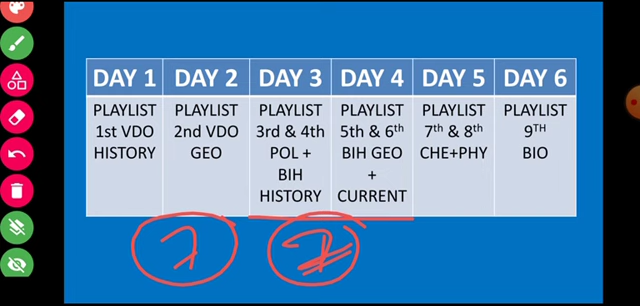 DAY 1 DAY 2 DAY 3 DAY 4 DAY 5 DAY 6
PLAYLIST PLAYLIST PLAYLIST PLAYLIST PLAYLIST PLAYLIST
1st VDO 2nd VDO 3rd & 4th 5th & 6th 7th & 8th 9TH
HISTORY GEO POL + BIH GEO CHE+PHY BIO
BIH +
HISTORY CURRENT